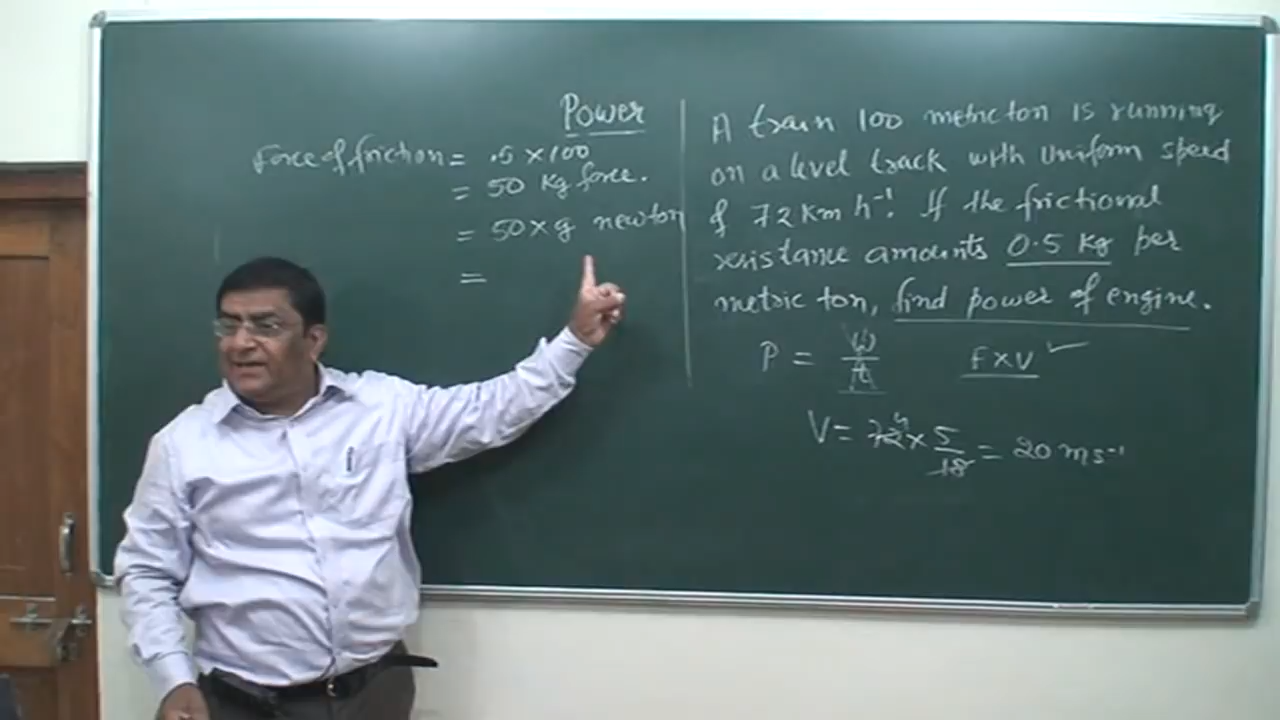 Power
Force of friction = .5 × 100
= 50 kg force.
= 50 × g newton
=
A train 100 metric ton is running
on a level track with uniform speed
of 72 Km h⁻¹. If the frictional
resistance amounts 0.5 Kg per
metric ton, find power of engine.
P = W/t F×V ✓
V = 72 4 × 5/18 = 20 ms⁻¹